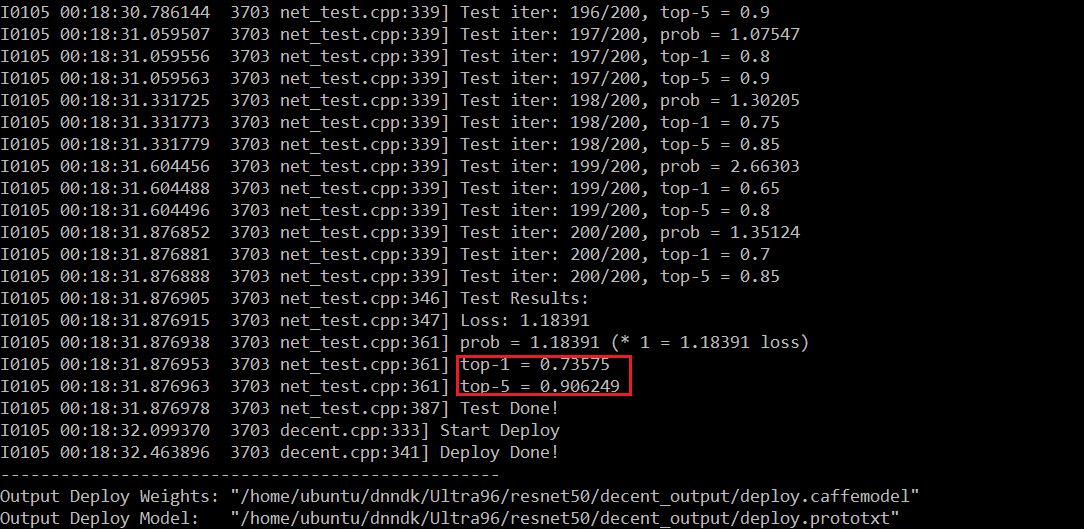 I0105 00:18:30.786144  3703 net_test.cpp:339] Test iter: 196/200, top-5 = 0.9
I0105 00:18:31.059507  3703 net_test.cpp:339] Test iter: 197/200, prob = 1.07547
I0105 00:18:31.059556  3703 net_test.cpp:339] Test iter: 197/200, top-1 = 0.8
I0105 00:18:31.059563  3703 net_test.cpp:339] Test iter: 197/200, top-5 = 0.9
I0105 00:18:31.331725  3703 net_test.cpp:339] Test iter: 198/200, prob = 1.30205
I0105 00:18:31.331773  3703 net_test.cpp:339] Test iter: 198/200, top-1 = 0.75
I0105 00:18:31.331779  3703 net_test.cpp:339] Test iter: 198/200, top-5 = 0.85
I0105 00:18:31.604456  3703 net_test.cpp:339] Test iter: 199/200, prob = 2.66303
I0105 00:18:31.604488  3703 net_test.cpp:339] Test iter: 199/200, top-1 = 0.65
I0105 00:18:31.604496  3703 net_test.cpp:339] Test iter: 199/200, top-5 = 0.8
I0105 00:18:31.876852  3703 net_test.cpp:339] Test iter: 200/200, prob = 1.35124
I0105 00:18:31.876881  3703 net_test.cpp:339] Test iter: 200/200, top-1 = 0.7
I0105 00:18:31.876888  3703 net_test.cpp:339] Test iter: 200/200, top-5 = 0.85
I0105 00:18:31.876905  3703 net_test.cpp:346] Test Results:
I0105 00:18:31.876915  3703 net_test.cpp:347] Loss: 1.18391
I0105 00:18:31.876938  3703 net_test.cpp:361] prob = 1.18391 (* 1 = 1.18391 loss)
I0105 00:18:31.876953  3703 net_test.cpp:361] top-1 = 0.73575
I0105 00:18:31.876963  3703 net_test.cpp:361] top-5 = 0.906249
I0105 00:18:31.876978  3703 net_test.cpp:387] Test Done!
I0105 00:18:32.099370  3703 decent.cpp:333] Start Deploy
I0105 00:18:32.463896  3703 decent.cpp:341] Deploy Done!
--------------------------------------------------
Output Deploy Weights: "/home/ubuntu/dnndk/Ultra96/resnet50/decent_output/deploy.caffemodel"
Output Deploy Model:   "/home/ubuntu/dnndk/Ultra96/resnet50/decent_output/deploy.prototxt"